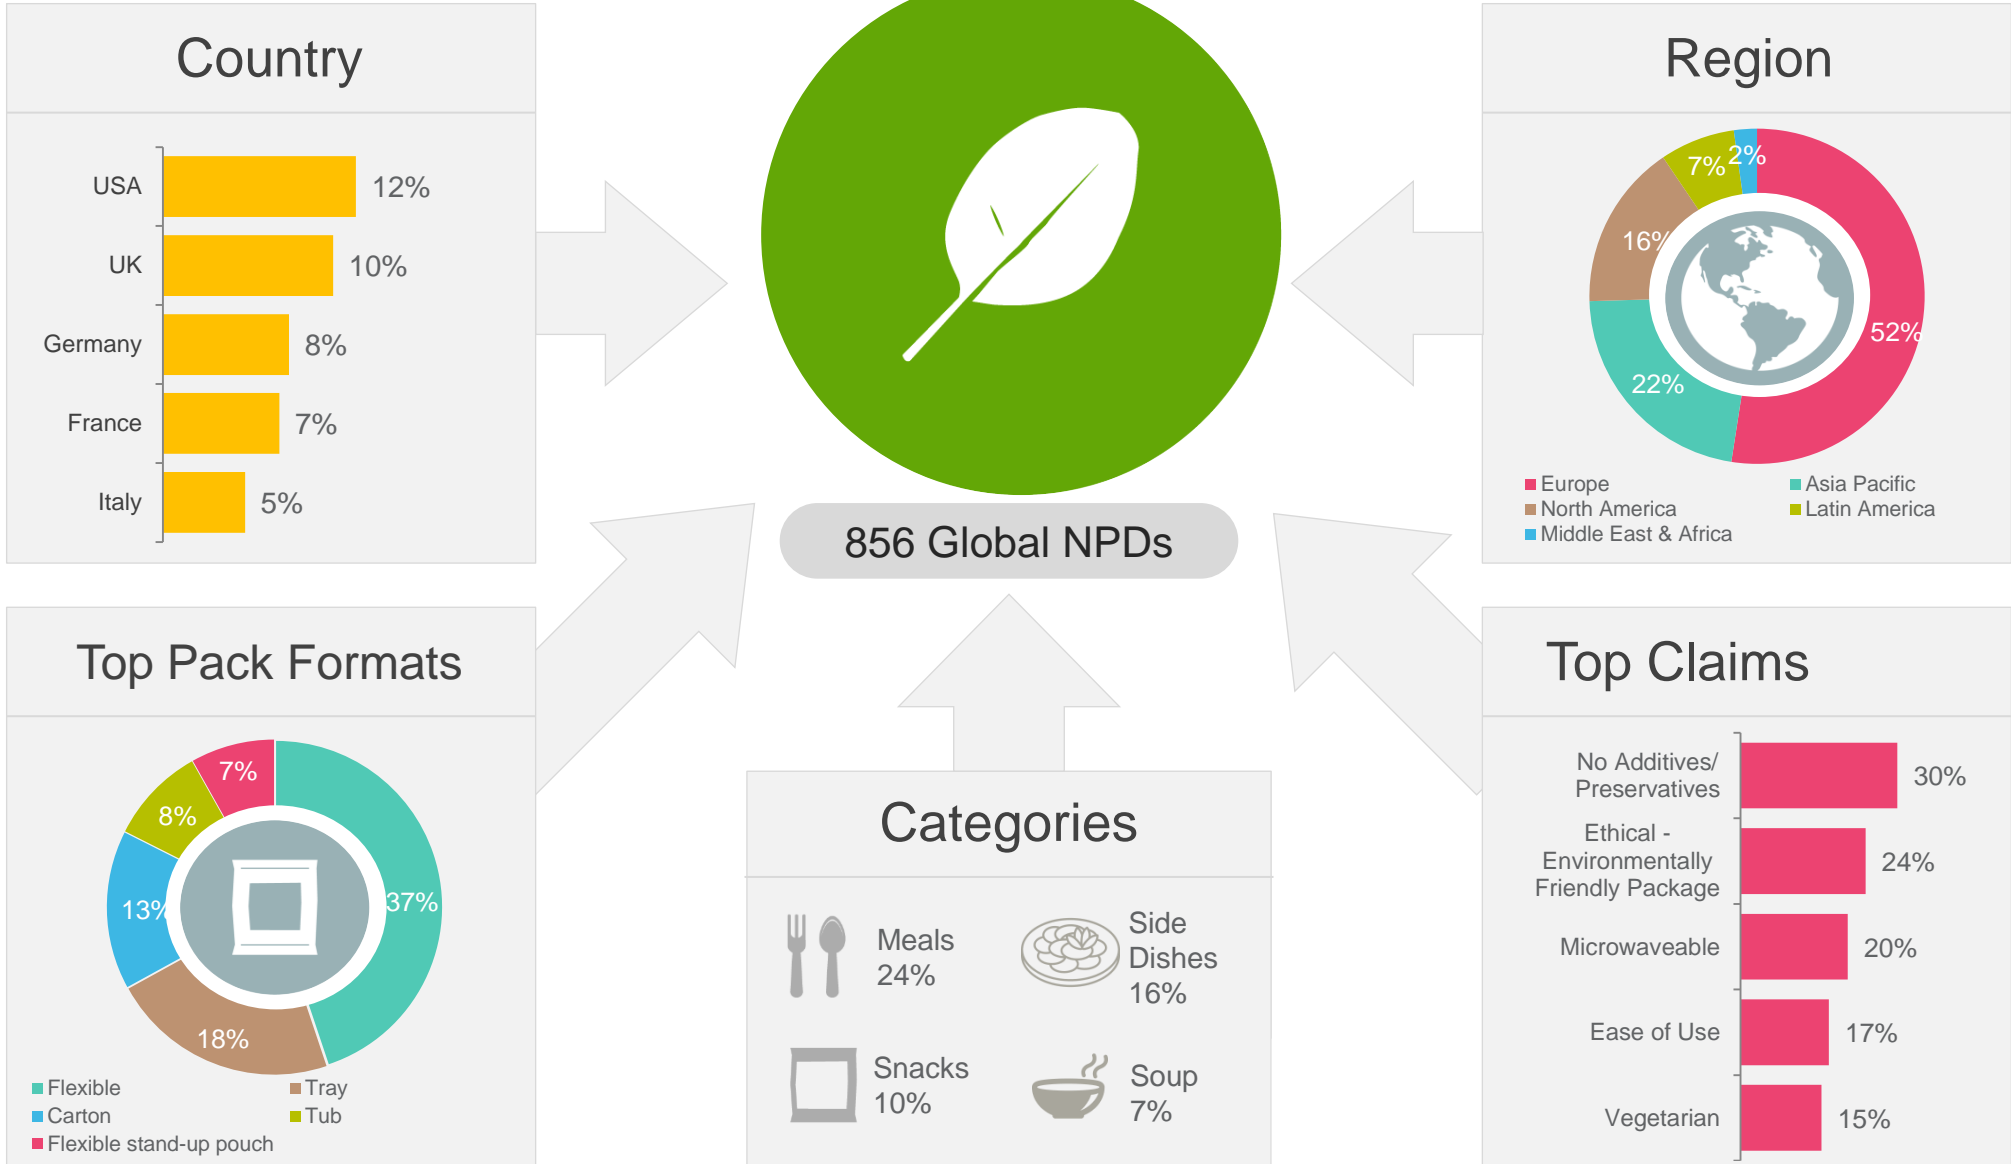 Country
USA
12%
UK
10%
Germany
8%
France
7%
Italy
5%
856 Global NPDs
Region
2%
7%
16%
52%
22%
Europe
Asia Pacific
North America
Latin America
Middle East & Africa
Top Pack Formats
7%
8%
13%
37%
18%
Flexible
Tray
Carton
Tub
Flexible stand-up pouch
Categories
Meals
24%
Side
Dishes
16%
Snacks
10%
Soup
7%
Top Claims
No Additives/
Preservatives
30%
Ethical -
Environmentally
Friendly Package
24%
Microwaveable
20%
Ease of Use
17%
Vegetarian
15%